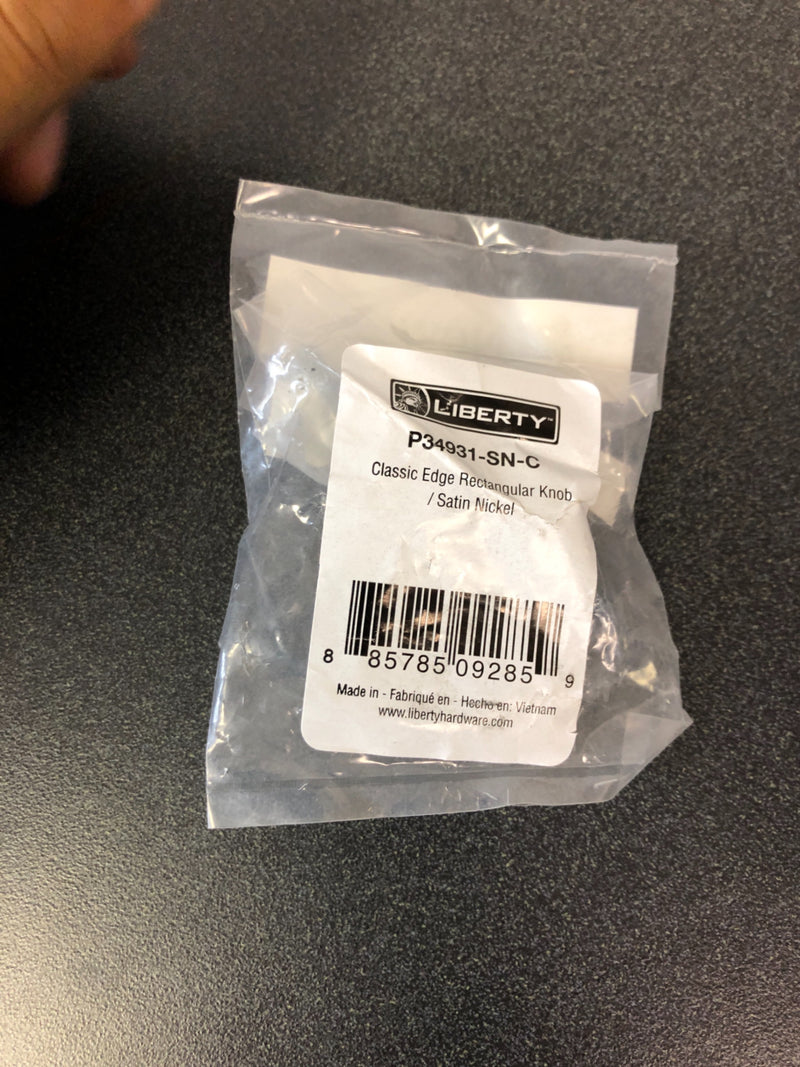 LIBERTY™
P34931-SN-C
Classic Edge Rectangular Knob
/ Satin Nickel
8 85785 09285 9
Made in - Fabriqué en - Hecho en: Vietnam
www.libertyhardware.com